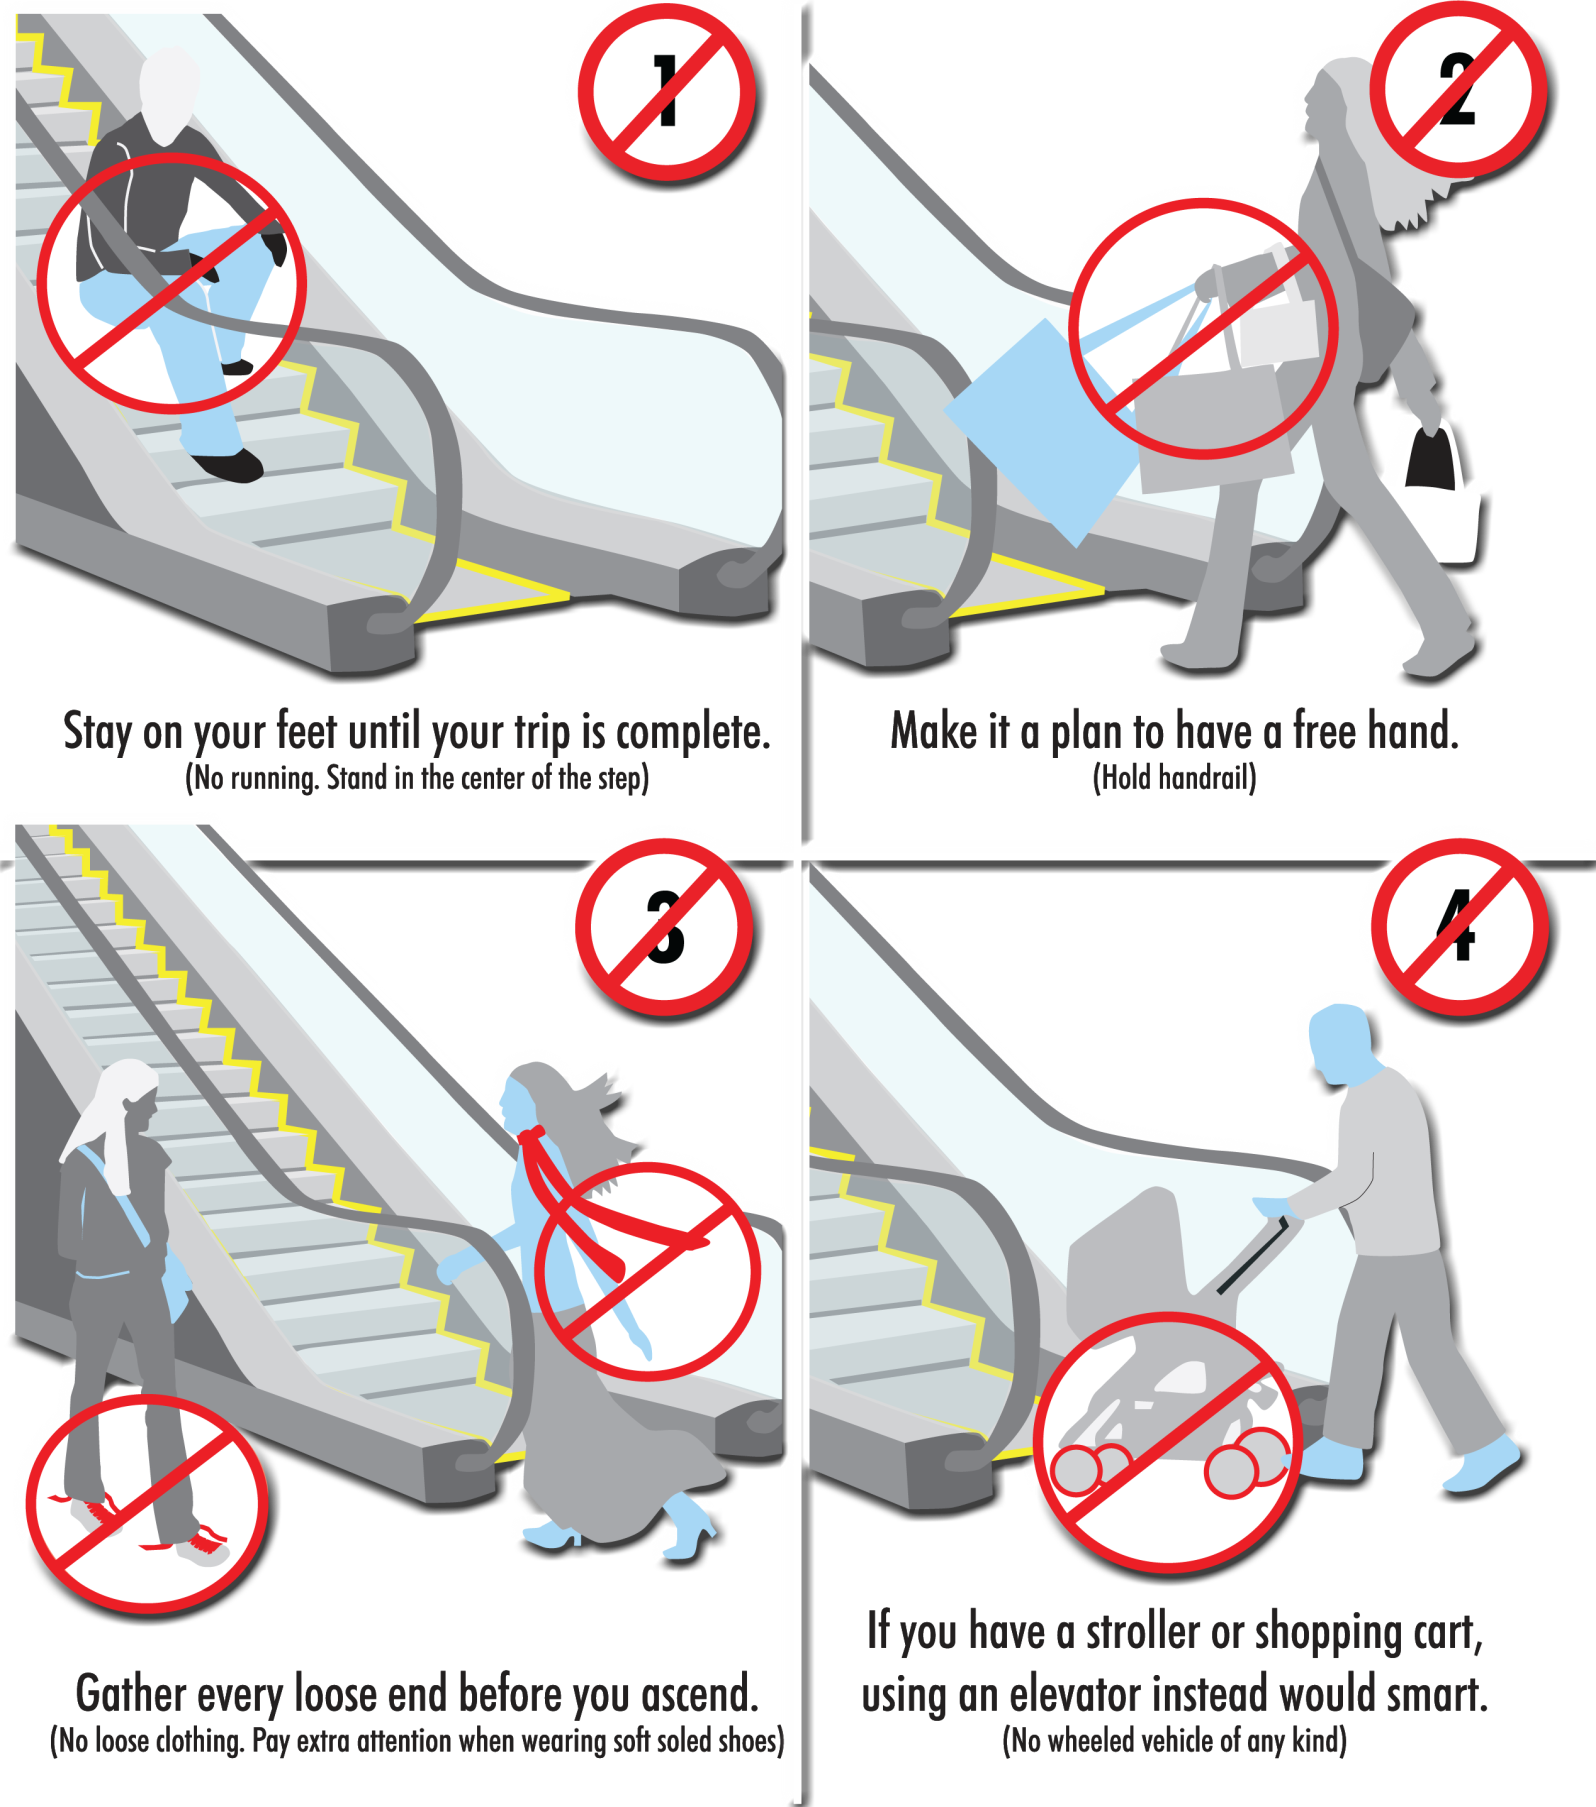 1
Stay on your feet until your trip is complete.
(No running. Stand in the center of the step)
2
Make it a plan to have a free hand.
(Hold handrail)
3
Gather every loose end before you ascend.
(No loose clothing. Pay extra attention when wearing soft soled shoes)
4
If you have a stroller or shopping cart,
using an elevator instead would smart.
(No wheeled vehicle of any kind)